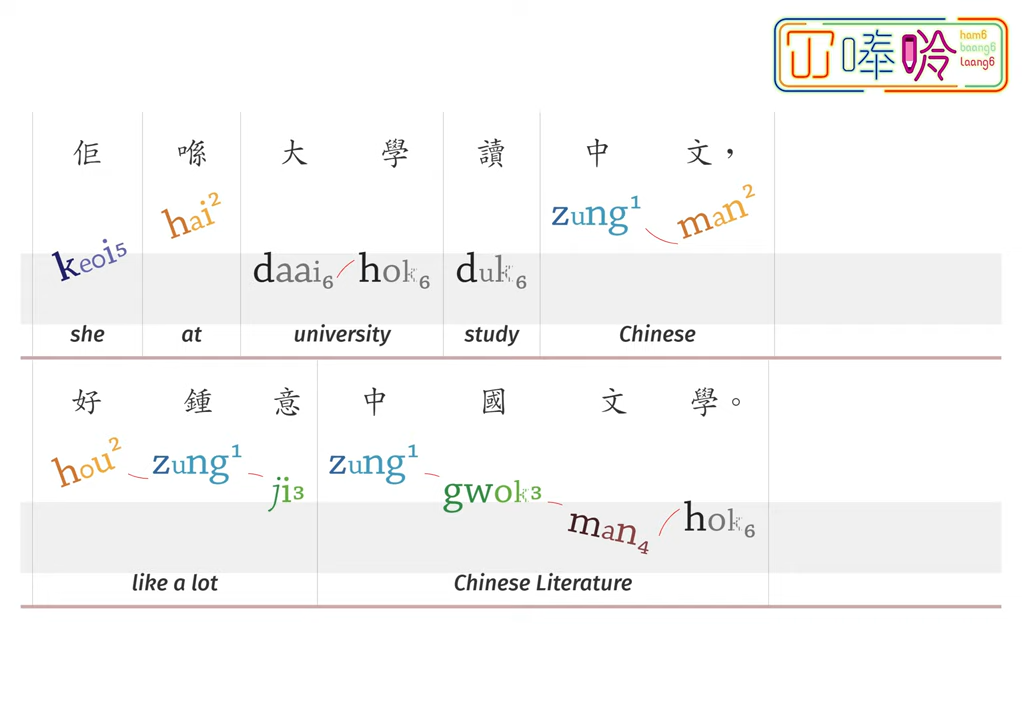 㓀唪唥
ham6
baang6
laang6
佢 喺 大 學 讀 中 文，
keoi5 hai2 daai6 hok6 duk6 zung1 man2
she at university study Chinese
好 鍾 意 中 國 文 學。
hou2 zung1 ji3 zung1 gwok3 man4 hok6
like a lot Chinese Literature